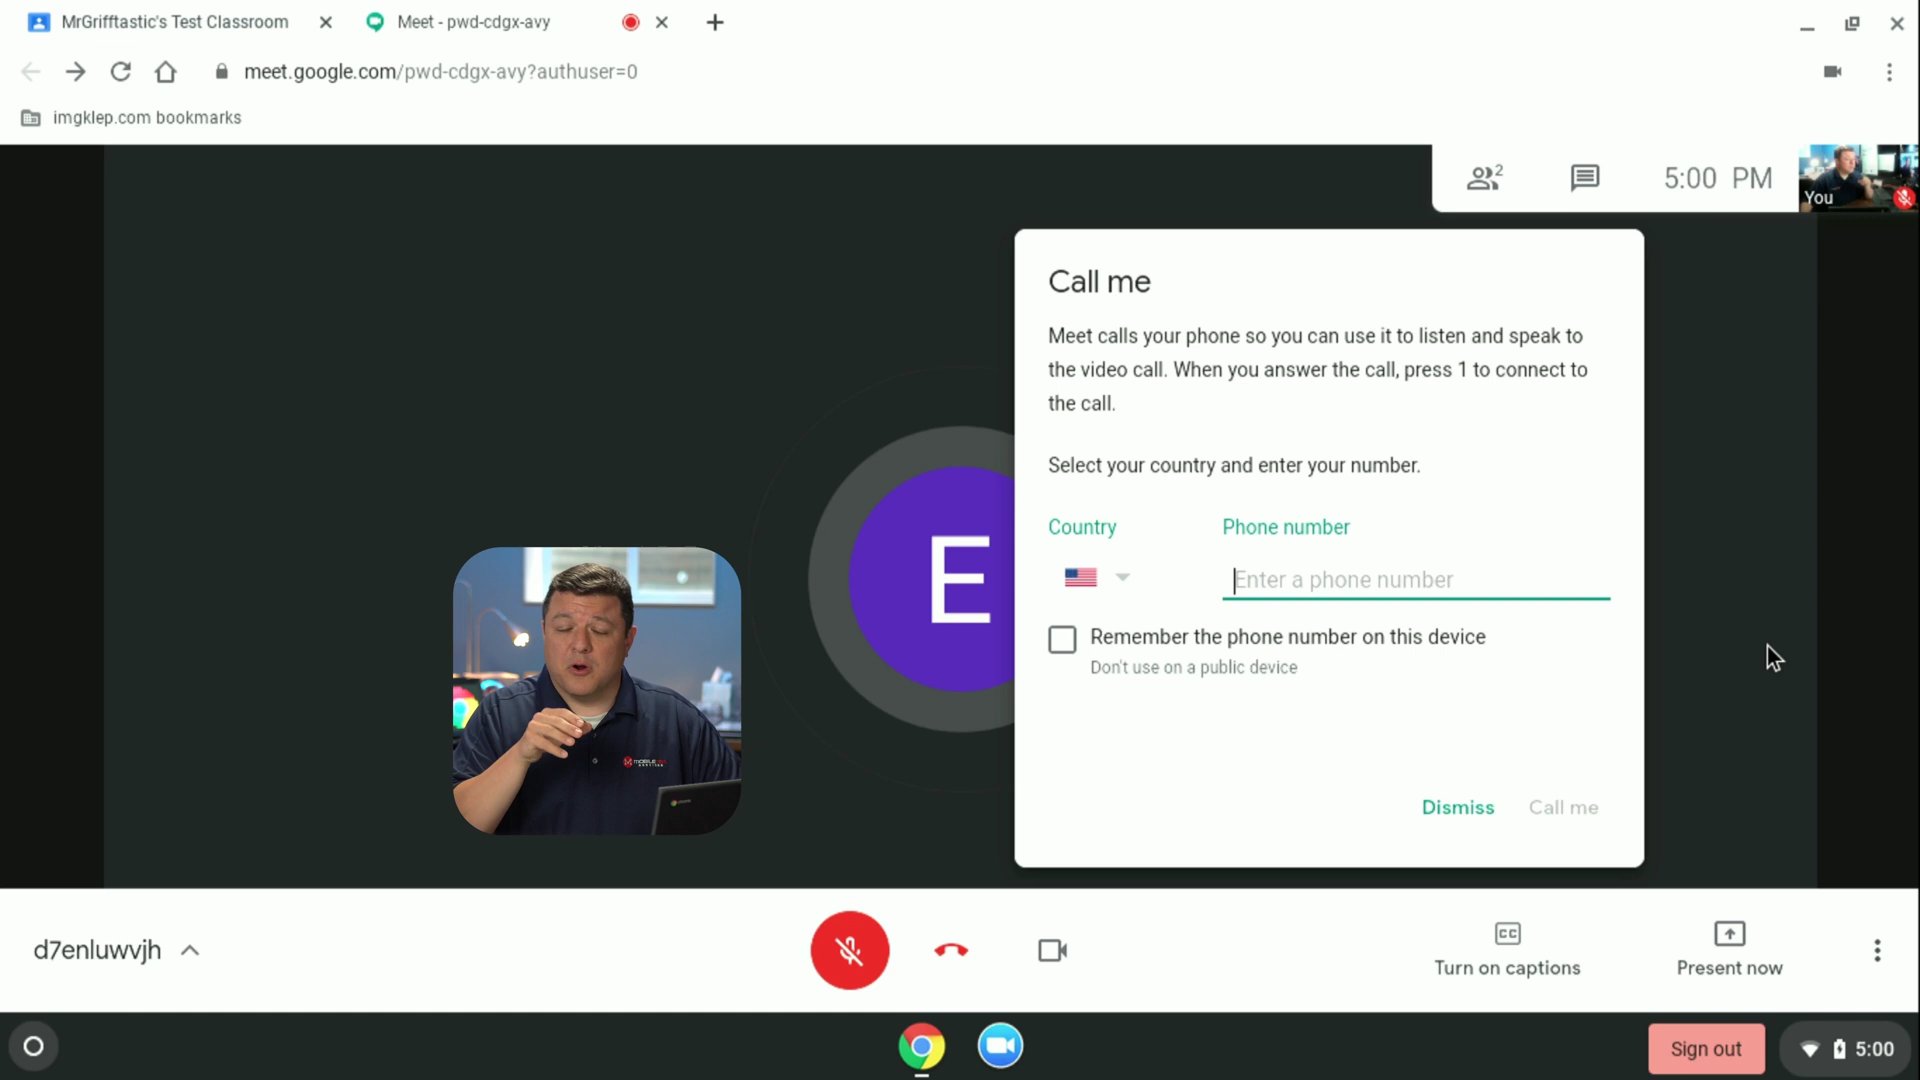 MrGrifftastic's Test Classroom
Meet - pwd-cdgx-avy
meet.google.com/pwd-cdgx-avy?authuser=0
imgklep.com bookmarks
2
5:00 PM
You
Call me
Meet calls your phone so you can use it to listen and speak to
the video call. When you answer the call, press 1 to connect to
the call.
Select your country and enter your number.
Country
Phone number
Enter a phone number
E
Remember the phone number on this device
Don't use on a public device
Dismiss
Call me
d7enluwvjh
CC
Turn on captions
Present now
Sign out
5:00